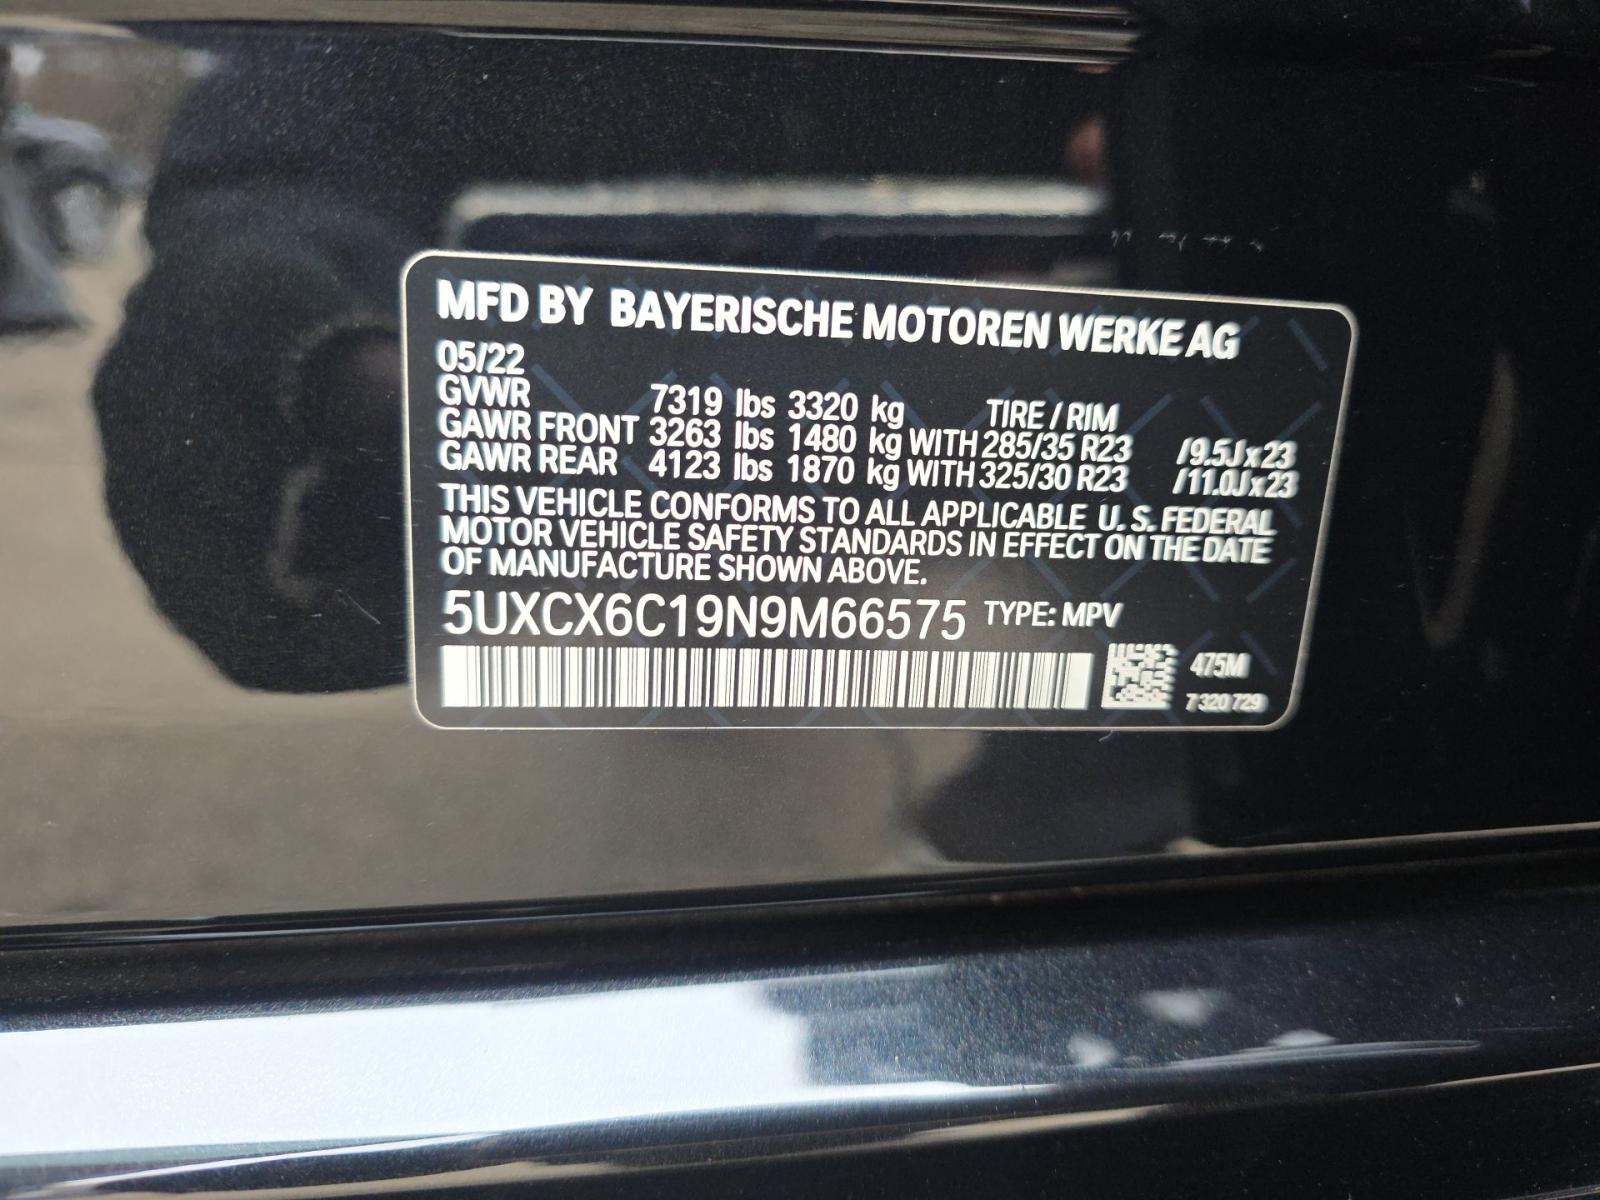 MFD BY BAYERISCHE MOTOREN WERKE AG
05/22
GVWR 7319 lbs 3320 kg TIRE / RIM
GAWR FRONT 3263 lbs 1480 kg WITH 285/35 R23 /9.5Jx23
GAWR REAR 4123 lbs 1870 kg WITH 325/30 R23 /11.0Jx23
THIS VEHICLE CONFORMS TO ALL APPLICABLE U.S. FEDERAL
MOTOR VEHICLE SAFETY STANDARDS IN EFFECT ON THE DATE
OF MANUFACTURE SHOWN ABOVE.
5UXCX6C19N9M66575 TYPE: MPV
475M
7 320 729